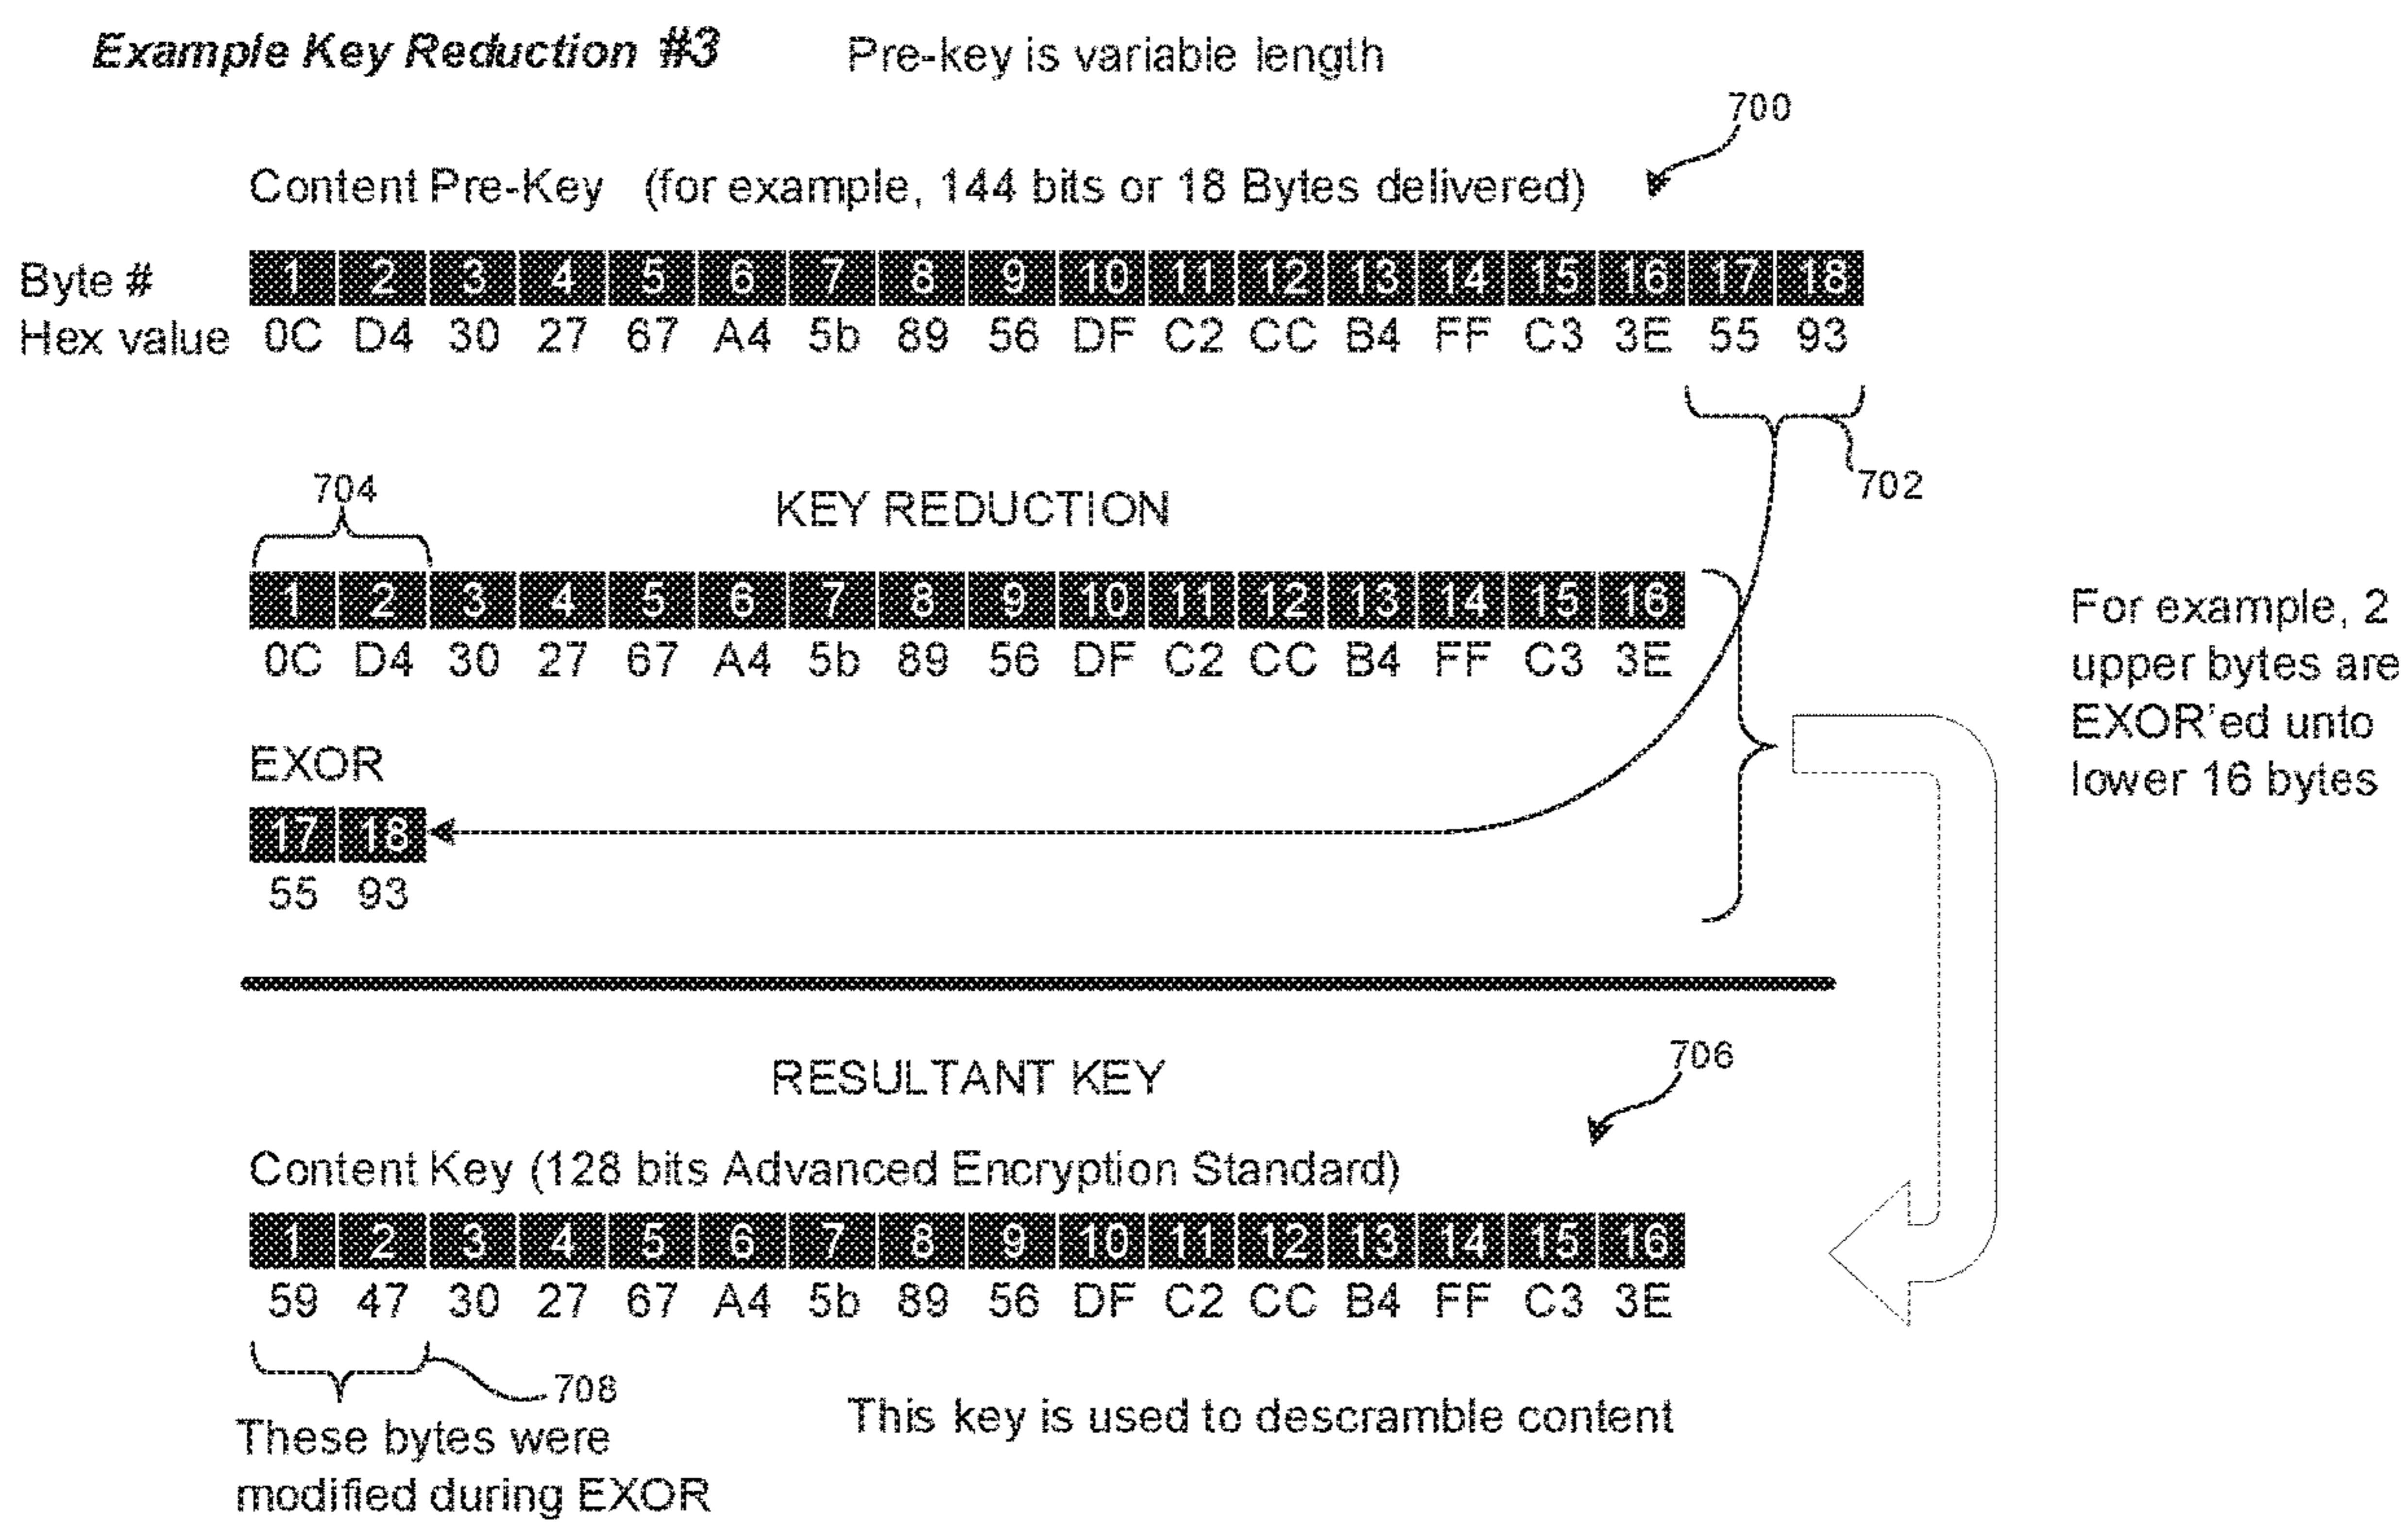 Example Key Reduction #3 Pre-key is variable length
700
Content Pre-Key (for example, 144 bits or 18 Bytes delivered)
Byte # 1 2 3 4 5 6 7 8 9 10 11 12 13 14 15 16 17 18
Hex value 0C D4 30 27 67 A4 5b 89 56 DF C2 CC B4 FF C3 3E 55 93
702
704
KEY REDUCTION
1 2 3 4 5 6 7 8 9 10 11 12 13 14 15 16
0C D4 30 27 67 A4 5b 89 56 DF C2 CC B4 FF C3 3E
For example, 2
upper bytes are
EXOR'ed unto
lower 16 bytes
EXOR
17 18
55 93
RESULTANT KEY
706
Content Key (128 bits Advanced Encryption Standard)
1 2 3 4 5 6 7 8 9 10 11 12 13 14 15 16
59 47 30 27 67 A4 5b 89 56 DF C2 CC B4 FF C3 3E
708
These bytes were
modified during EXOR
This key is used to descramble content